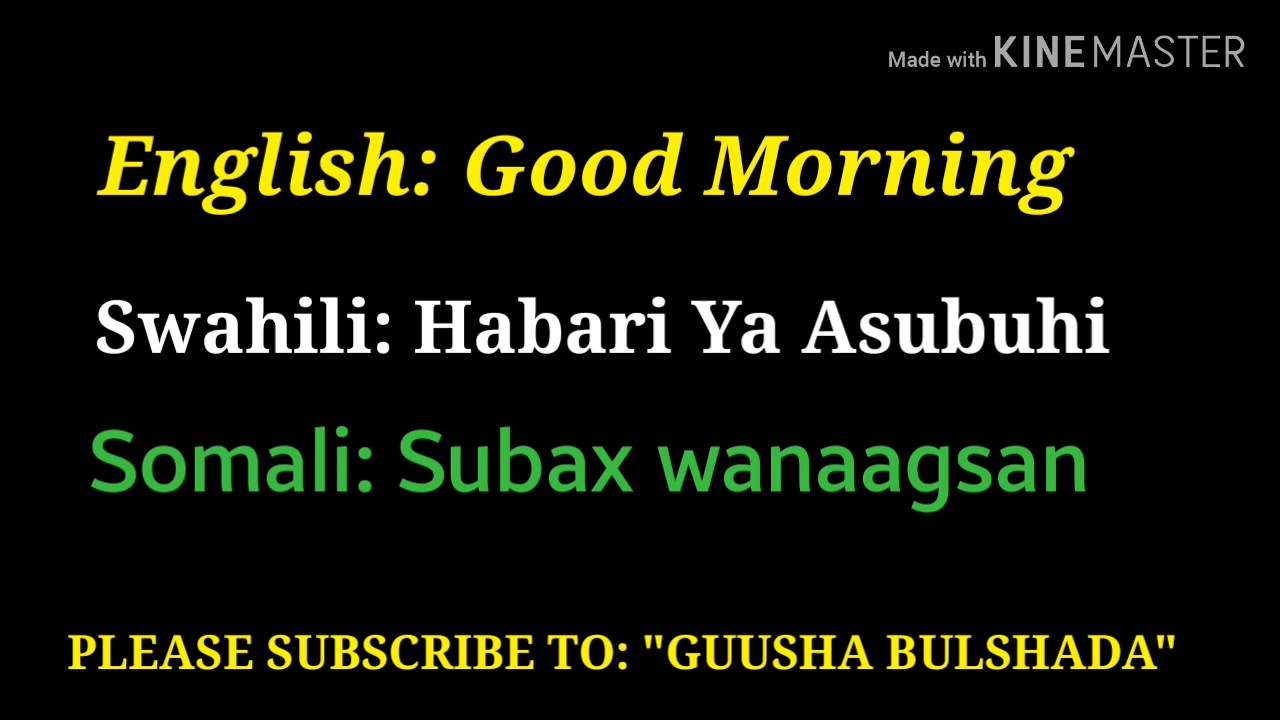 Made with KINEMASTER
English: Good Morning
Swahili: Habari Ya Asubuhi
Somali: Subax wanaagsan
PLEASE SUBSCRIBE TO: "GUUSHA BULSHADA"